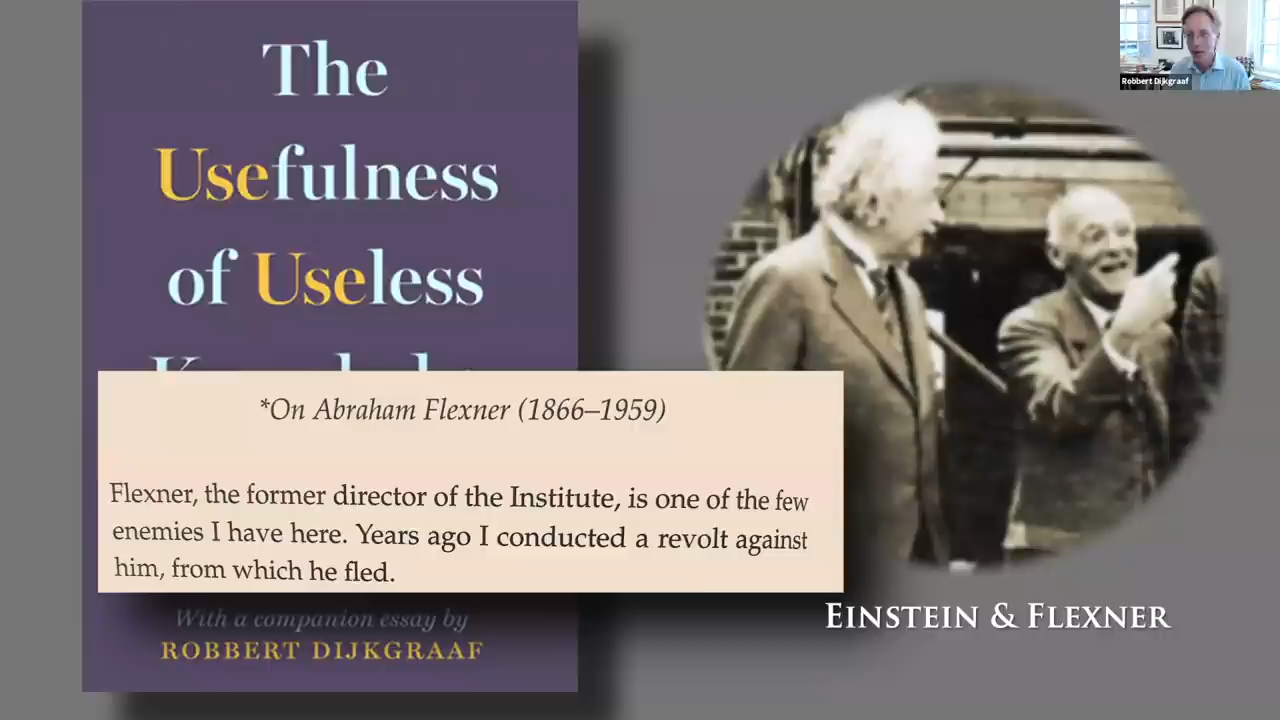 The
Usefulness
of Useless
*On Abraham Flexner (1866–1959)
Flexner, the former director of the Institute, is one of the few
enemies I have here. Years ago I conducted a revolt against
him, from which he fled.
With a companion essay by
ROBBERT DIJKGRAAF
EINSTEIN & FLEXNER
Robbert Dijkgraaf